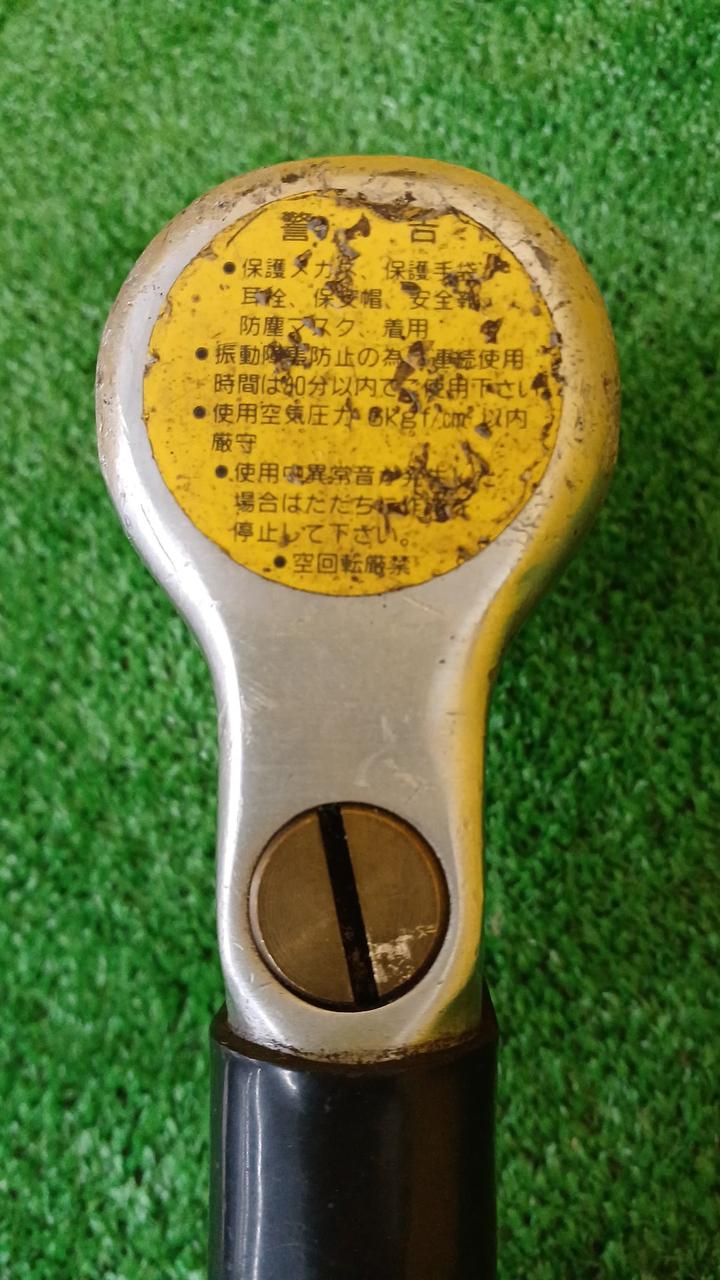 警 告
●保護メガネ、保護手袋、
耳栓、保安帽、安全靴、
防塵マスク、着用
●振動障害防止の為、連続使用
時間は30分以内でご使用下さい
●使用空気圧力 6Kgf/cm² 以内
厳守
●使用中異常音が発生した
場合はただちに作業を
停止して下さい。
●空回転厳禁